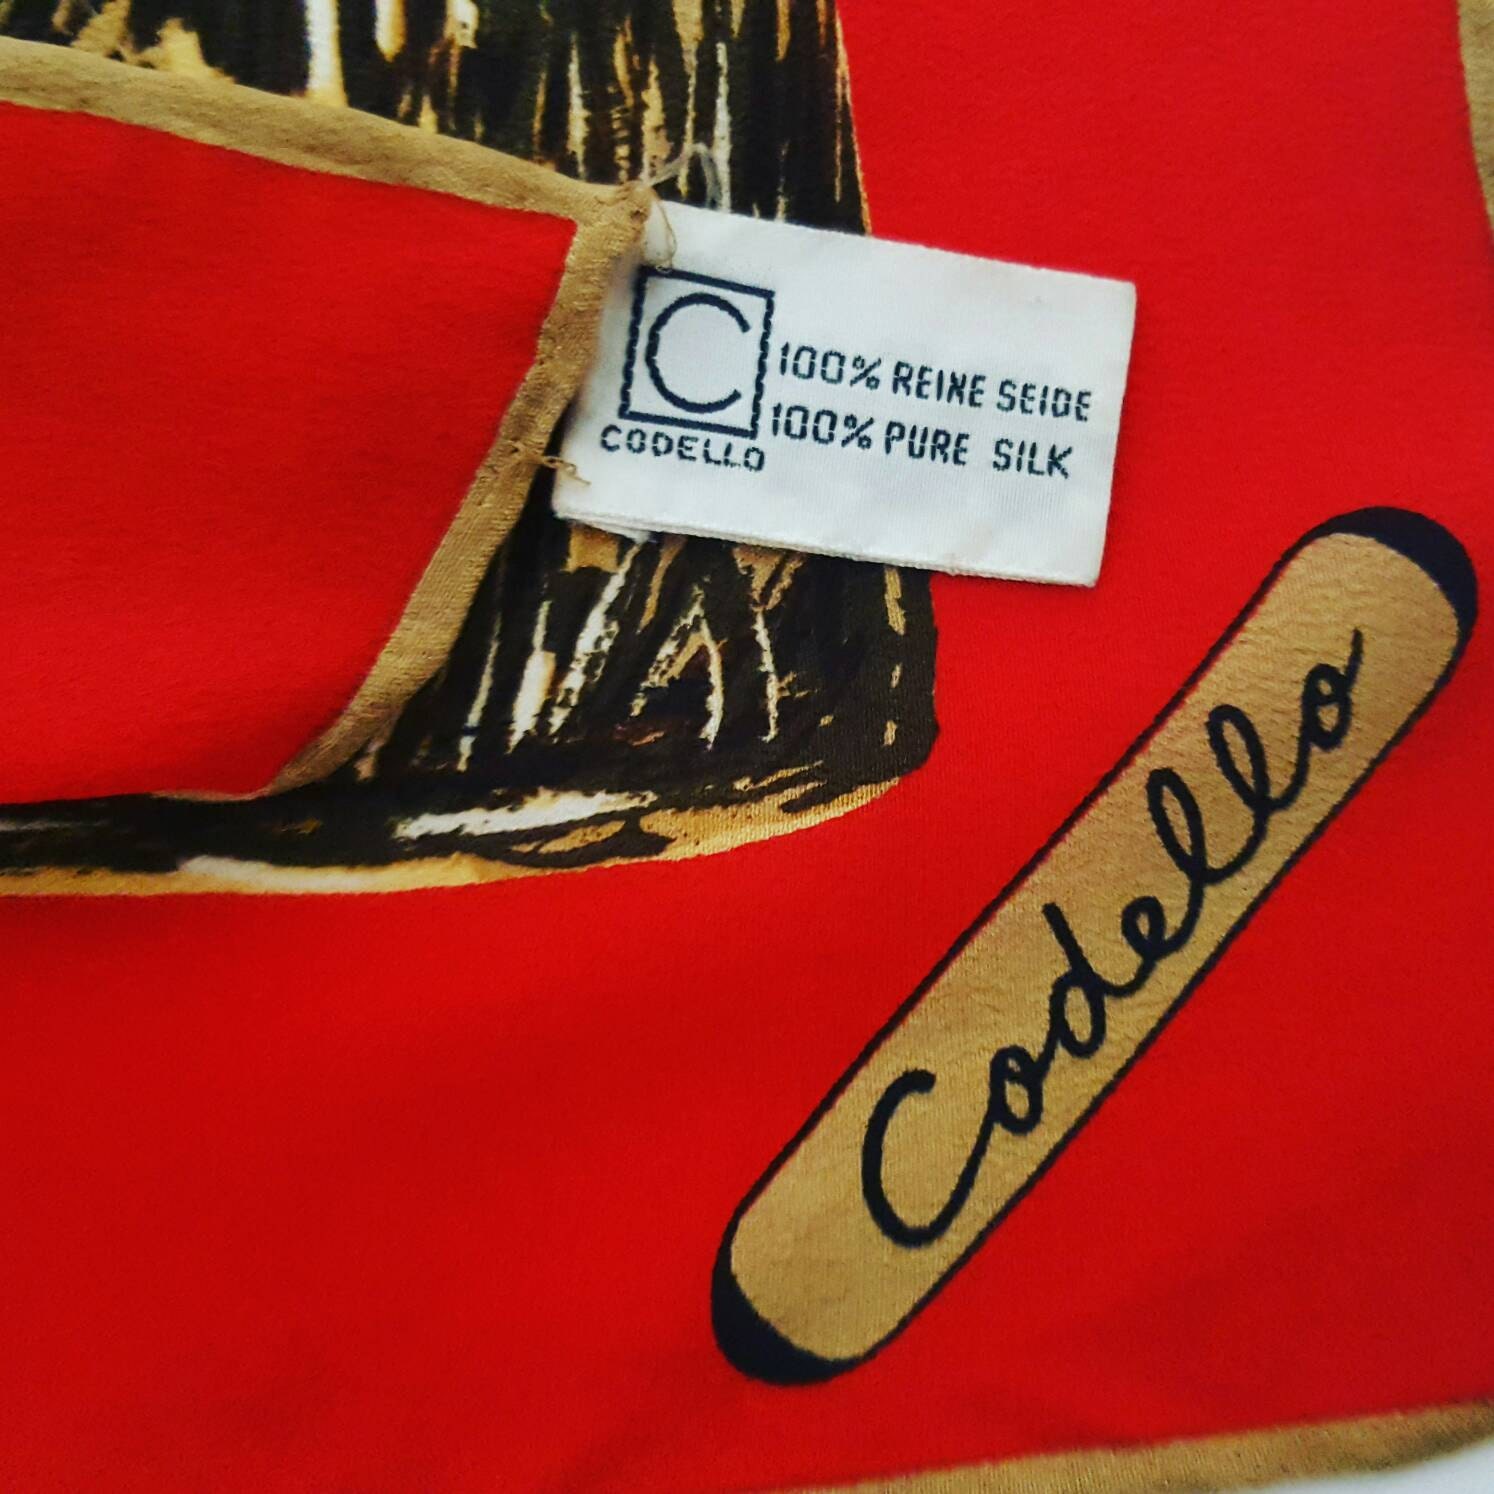 C
CODELLO
100% REINE SEIDE
100% PURE SILK
Codello